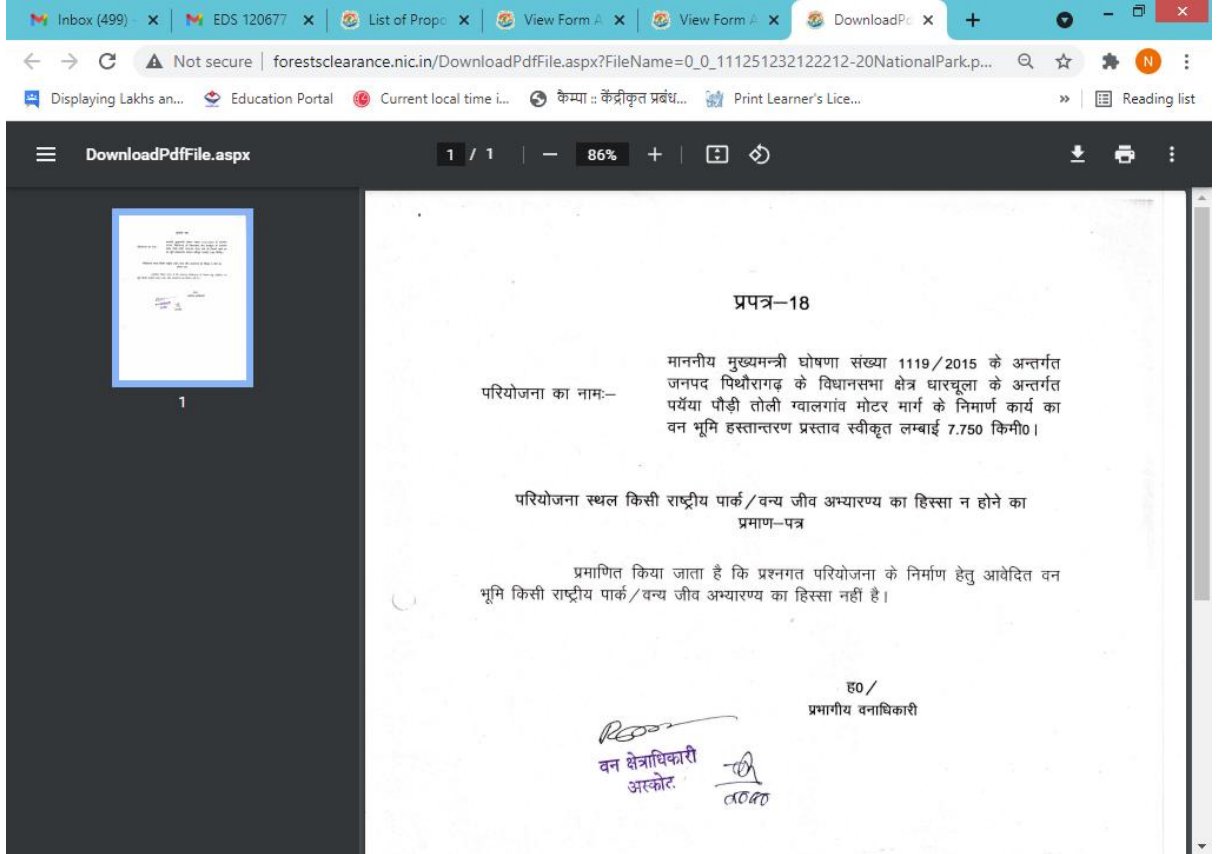 Inbox (499) -
EDS 120677
List of Propo
View Form A
View Form A
DownloadPd
Not secure | forestsclearance.nic.in/DownloadPdfFile.aspx?FileName=0_0_111251232122212-20NationalPark.p...
N
Displaying Lakhs an...
Education Portal
Current local time i...
कैम्पा :: केंद्रीकृत प्रबंध...
Print Learner's Lice...
»
Reading list
DownloadPdfFile.aspx
1 / 1
86%
1
प्रपत्र–18
परियोजना का नामः–
माननीय मुख्यमन्त्री घोषणा संख्या 1119/2015 के अन्तर्गत
जनपद पिथौरागढ़ के विधानसभा क्षेत्र धारचूला के अन्तर्गत
पयॅया पौड़ी तोली ग्वालगांव मोटर मार्ग के निमार्ण कार्य का
वन भूमि हस्तान्तरण प्रस्ताव स्वीकृत लम्बाई 7.750 किमी0।
परियोजना स्थल किसी राष्ट्रीय पार्क/वन्य जीव अभ्यारण्य का हिस्सा न होने का
प्रमाण–पत्र
प्रमाणित किया जाता है कि प्रश्नगत परियोजना के निर्माण हेतु आवेदित वन
भूमि किसी राष्ट्रीय पार्क/वन्य जीव अभ्यारण्य का हिस्सा नहीं है।
ह0/
प्रभागीय वनाधिकारी
वन क्षेत्राधिकारी
अस्कोट